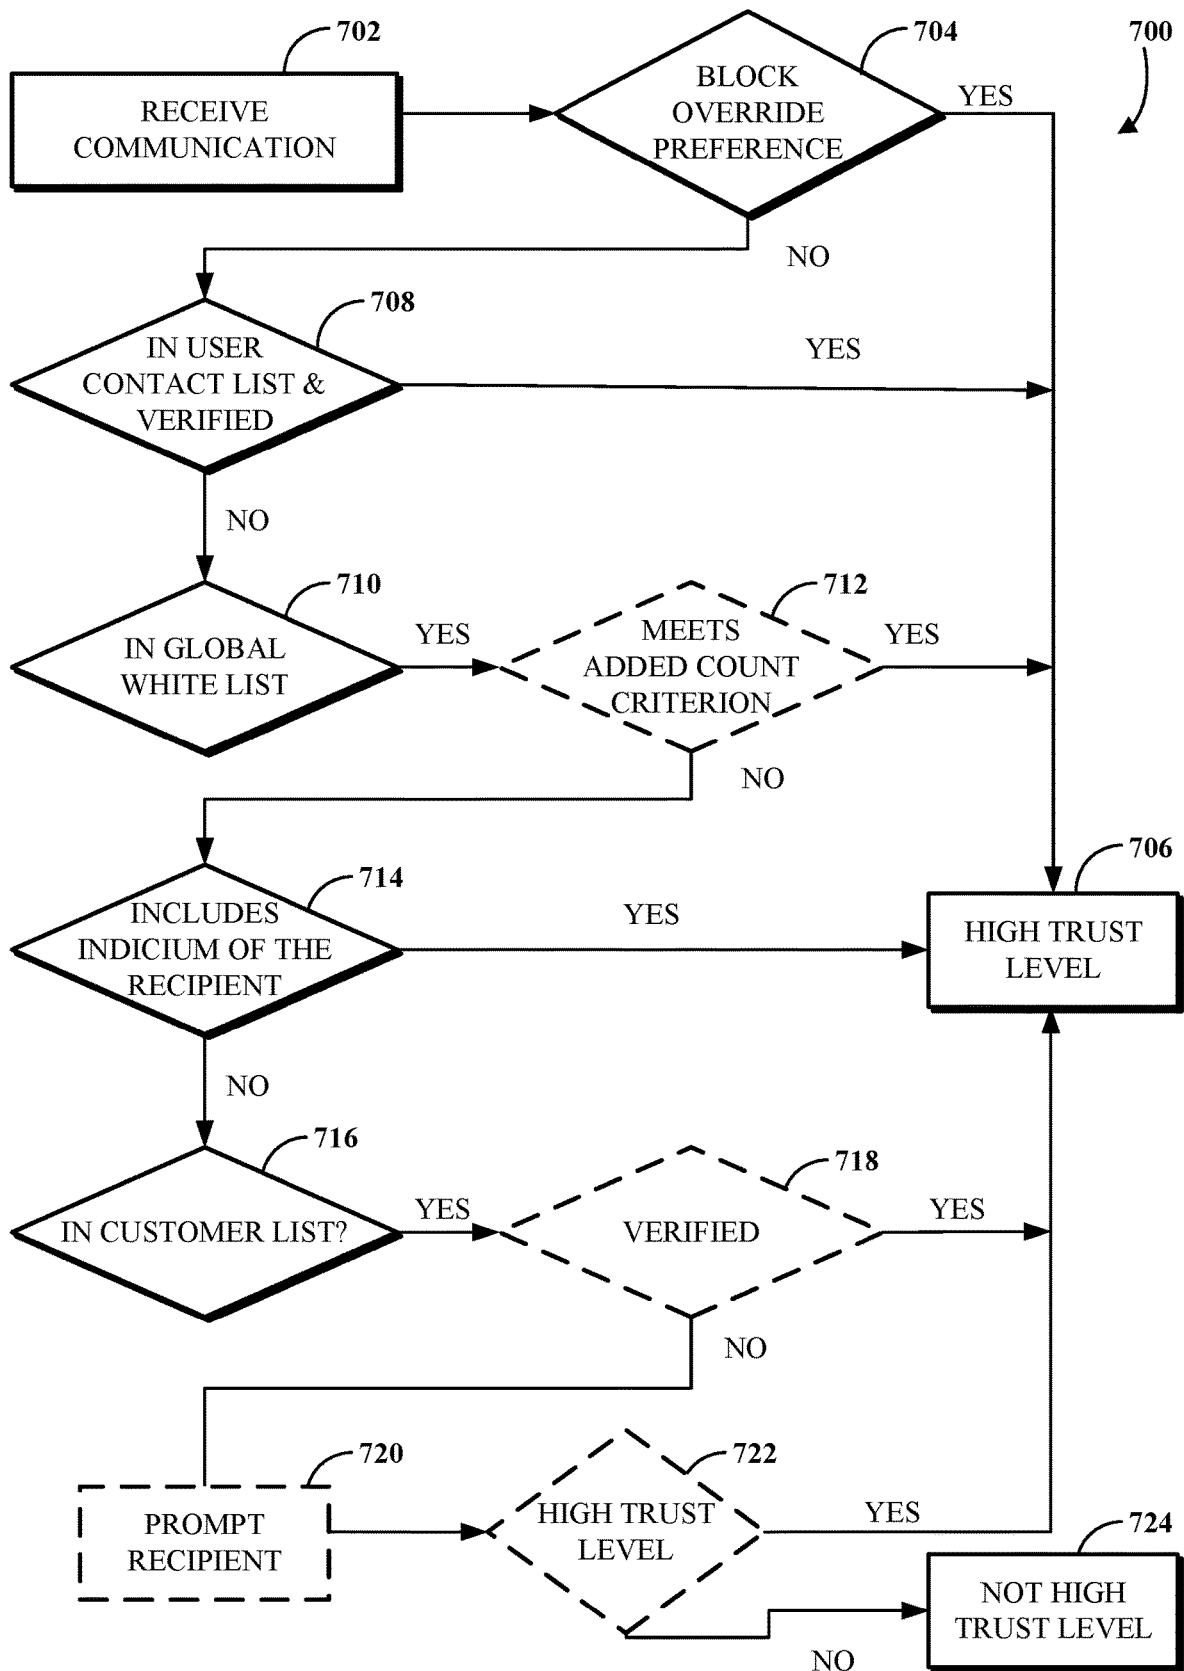 702
704
700
RECEIVE
COMMUNICATION
BLOCK
OVERRIDE
PREFERENCE
YES
NO
708
IN USER
CONTACT LIST &
VERIFIED
YES
NO
710
IN GLOBAL
WHITE LIST
YES
712
MEETS
ADDED COUNT
CRITERION
YES
NO
706
HIGH TRUST
LEVEL
714
INCLUDES
INDICIUM OF THE
RECIPIENT
YES
NO
716
IN CUSTOMER LIST?
YES
718
VERIFIED
YES
NO
720
PROMPT
RECIPIENT
722
HIGH TRUST
LEVEL
YES
NO
724
NOT HIGH
TRUST LEVEL